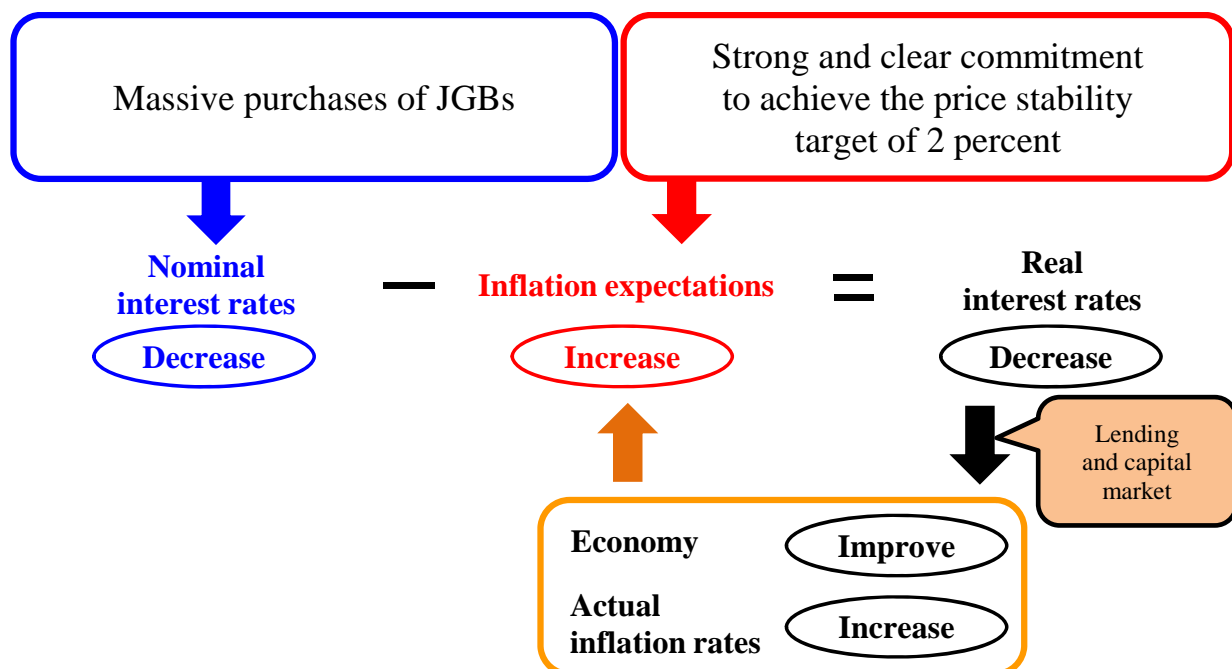 Massive purchases of JGBs
Strong and clear commitment
to achieve the price stability
target of 2 percent
Nominal
interest rates
Decrease
—
Inflation expectations
Increase
=
Real
interest rates
Decrease
Lending
and capital
market
Economy
Improve
Actual
inflation rates
Increase